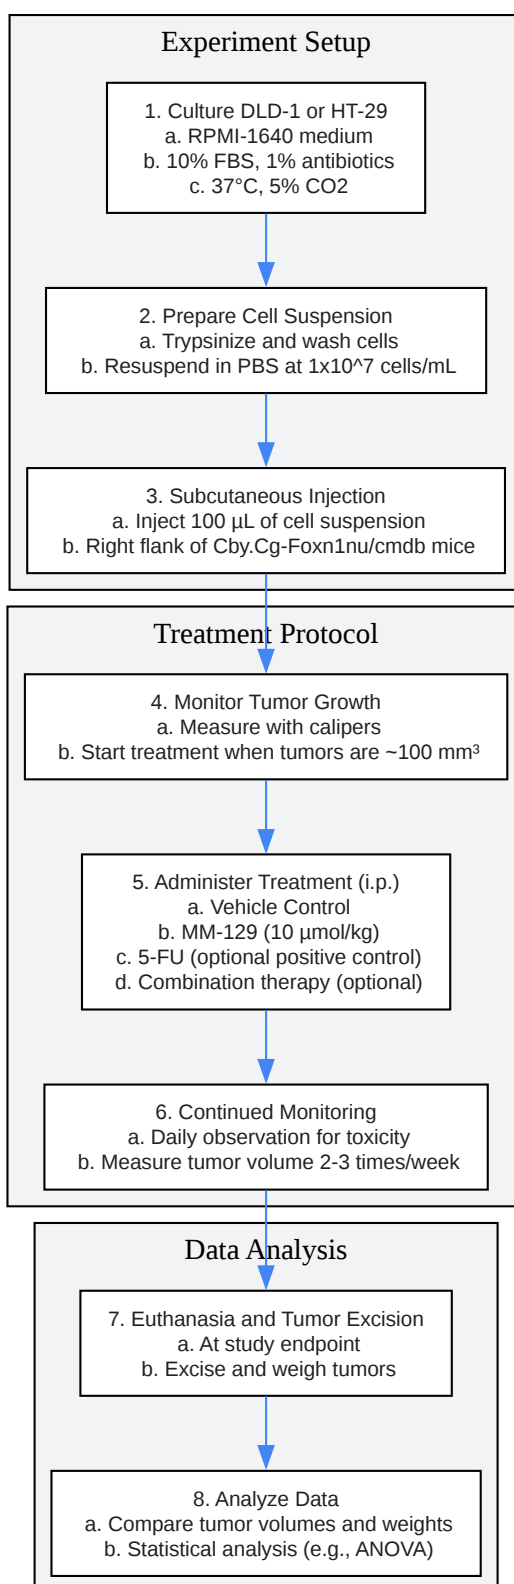 Experiment Setup
1. Culture DLD-1 or HT-29
a. RPMI-1640 medium
b. 10% FBS, 1% antibiotics
c. 37°C, 5% CO2
2. Prepare Cell Suspension
a. Trypsinize and wash cells
b. Resuspend in PBS at 1x10^7 cells/mL
3. Subcutaneous Injection
a. Inject 100 µL of cell suspension
b. Right flank of Cby.Cg-Foxn1nu/cmdb mice
Treatment Protocol
4. Monitor Tumor Growth
a. Measure with calipers
b. Start treatment when tumors are ~100 mm³
5. Administer Treatment (i.p.)
a. Vehicle Control
b. MM-129 (10 µmol/kg)
c. 5-FU (optional positive control)
d. Combination therapy (optional)
6. Continued Monitoring
a. Daily observation for toxicity
b. Measure tumor volume 2-3 times/week
Data Analysis
7. Euthanasia and Tumor Excision
a. At study endpoint
b. Excise and weigh tumors
8. Analyze Data
a. Compare tumor volumes and weights
b. Statistical analysis (e.g., ANOVA)